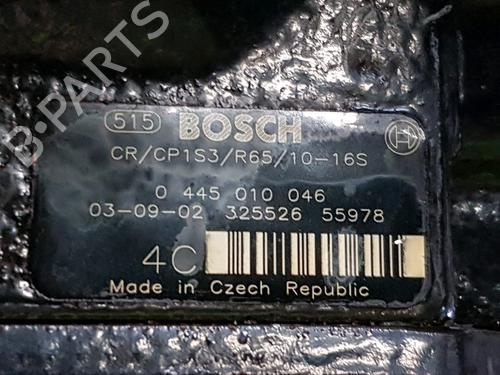 B-PARTS
515 BOSCH
CR/CP1S3/R65/10-16S
0 445 010 046
03-09-02 325526 55978
4C
Made in Czech Republic